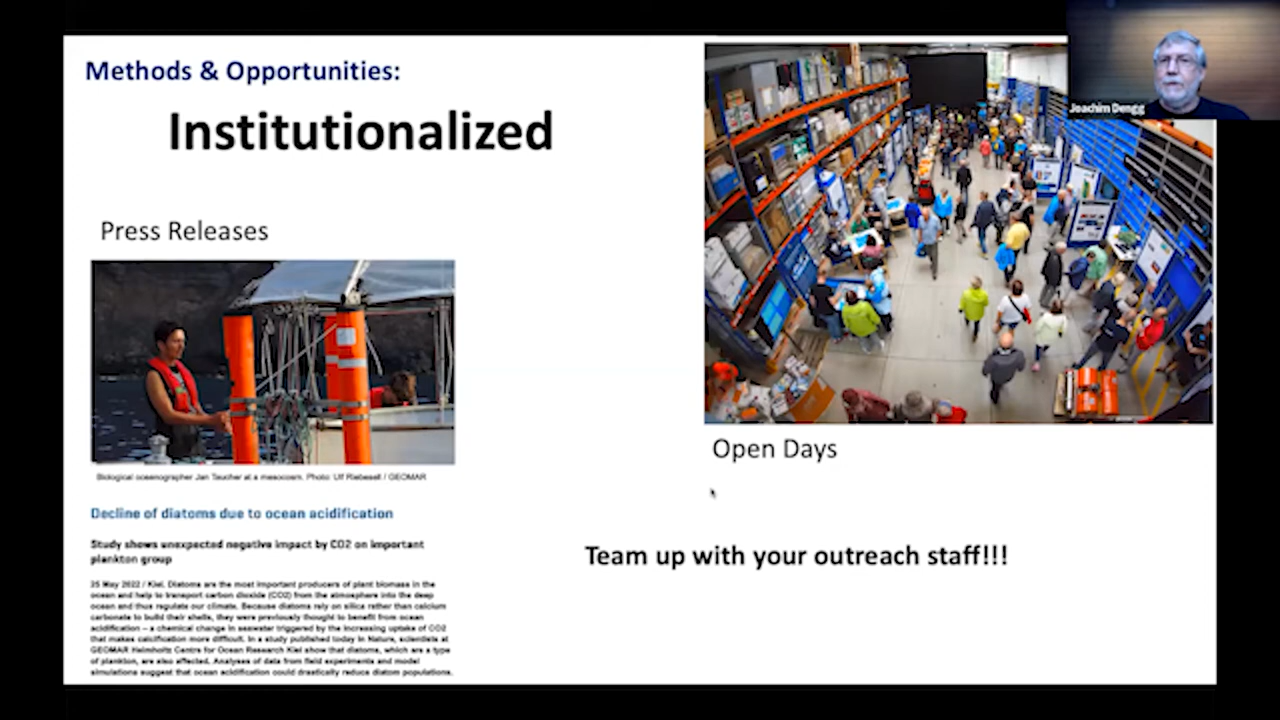 Methods & Opportunities:
Institutionalized
Press Releases
Biological oceanographer Jan Taucher at a mesocosm. Photo: Ulf Riebesell / GEOMAR
Decline of diatoms due to ocean acidification
Study shows unexpected negative impact by CO2 on important
plankton group
25 May 2022 / Kiel. Diatoms are the most important producers of plant biomass in the
ocean and help to transport carbon dioxide (CO2) from the atmosphere into the deep
ocean and thus regulate our climate. Because diatoms rely on silica rather than calcium
carbonate to build their shells, they were previously thought to benefit from ocean
acidification – a chemical change in seawater triggered by the increasing uptake of CO2
that makes calcification more difficult. In a study published today in Nature, scientists at
GEOMAR Helmholtz Centre for Ocean Research Kiel show that diatoms, which are a type
of plankton, are also affected. Analyses of data from field experiments and model
simulations suggest that ocean acidification could drastically reduce diatom populations.
Joachim Dengg
Open Days
Team up with your outreach staff!!!